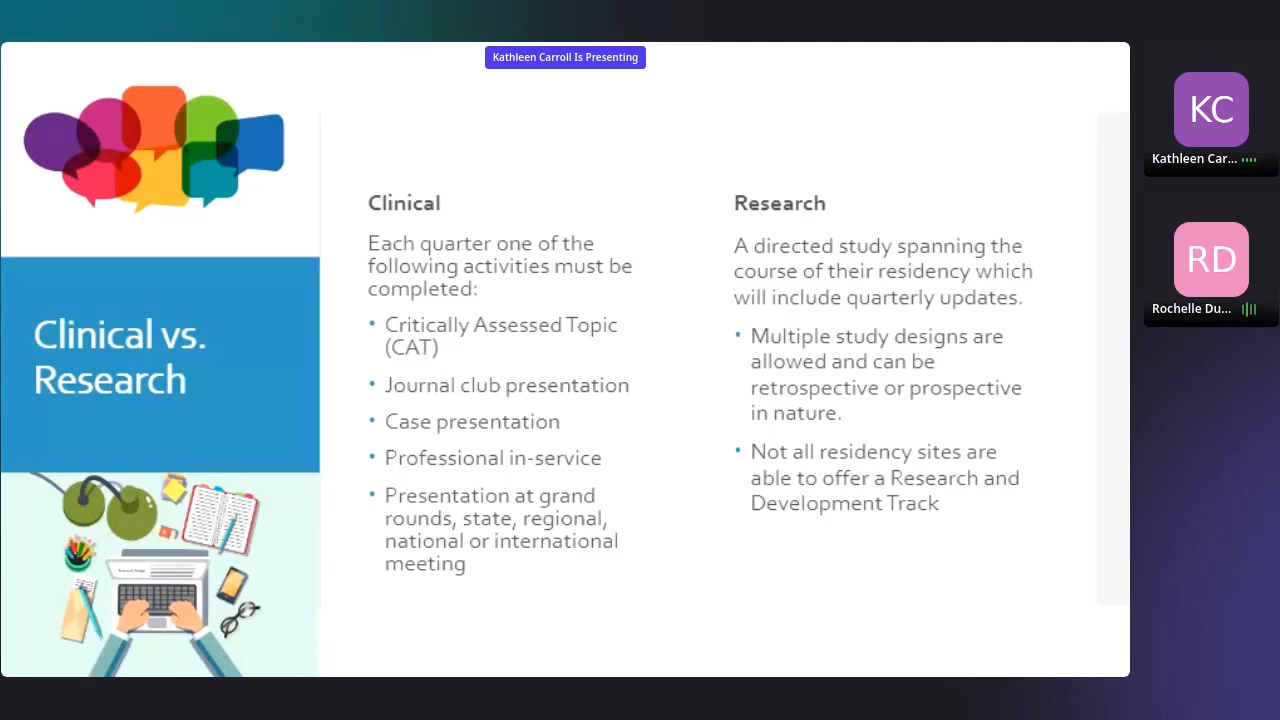 Kathleen Carroll Is Presenting
Clinical vs.
Research
Clinical
Each quarter one of the
following activities must be
completed:
• Critically Assessed Topic
(CAT)
• Journal club presentation
• Case presentation
• Professional in-service
• Presentation at grand
rounds, state, regional,
national or international
meeting
Research
A directed study spanning the
course of their residency which
will include quarterly updates.
• Multiple study designs are
allowed and can be
retrospective or prospective
in nature.
• Not all residency sites are
able to offer a Research and
Development Track
KC
Kathleen Car...
RD
Rochelle Du...